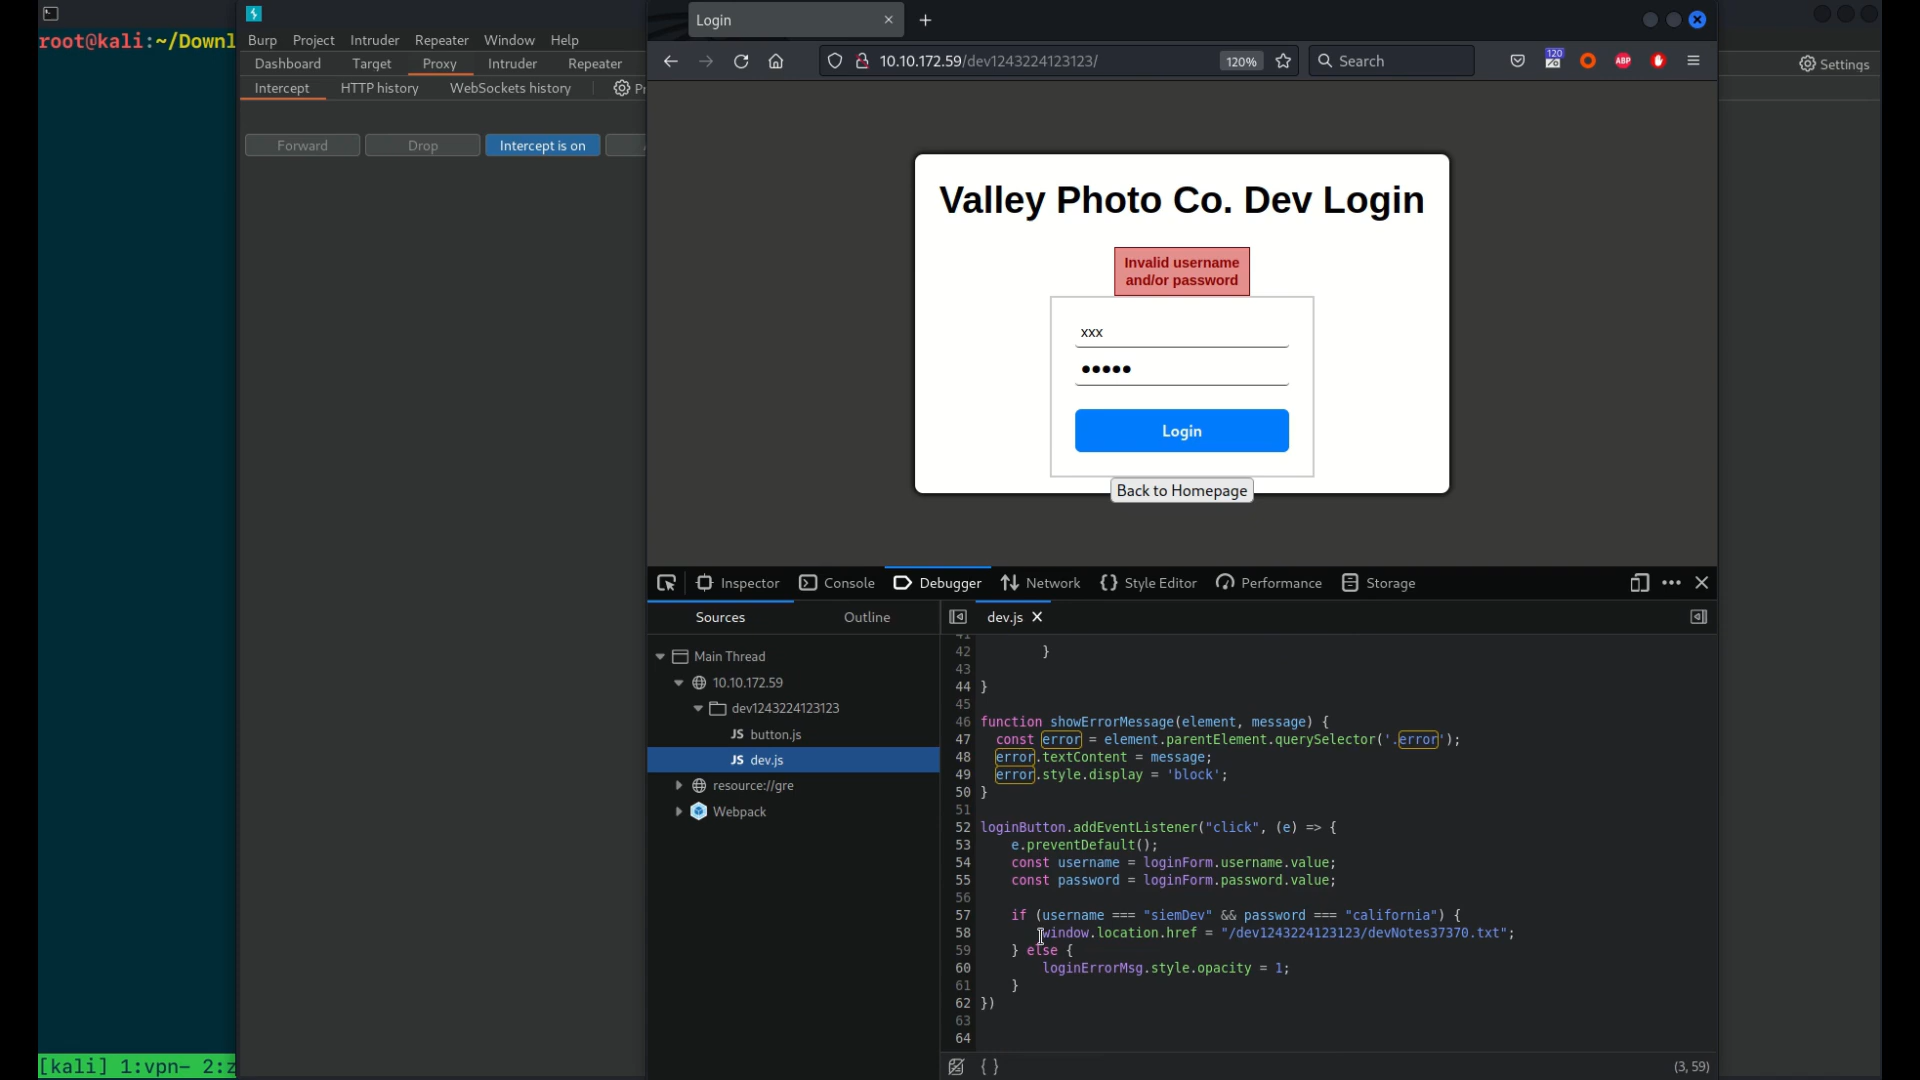 root@kali:~/Downl
Burp Project Intruder Repeater Window Help
Dashboard Target Proxy Intruder Repeater
Intercept HTTP history WebSockets history Pr
Forward Drop Intercept is on
Login
10.10.172.59/dev1243224123123/ 120% Search 120 ABP
Settings
Valley Photo Co. Dev Login
Invalid username
and/or password
xxx
•••••
Login
Back to Homepage
Inspector Console Debugger Network Style Editor Performance Storage
Sources Outline
Main Thread
10.10.172.59
dev1243224123123
JS button.js
JS dev.js
resource://gre
Webpack
dev.js
41
42 }
43
44 }
45
46 function showErrorMessage(element, message) {
47 const error = element.parentElement.querySelector('.error');
48 error.textContent = message;
49 error.style.display = 'block';
50 }
51
52 loginButton.addEventListener("click", (e) => {
53 e.preventDefault();
54 const username = loginForm.username.value;
55 const password = loginForm.password.value;
56
57 if (username === "siemDev" && password === "california") {
58 window.location.href = "/dev1243224123123/devNotes37370.txt";
59 } else {
60 loginErrorMsg.style.opacity = 1;
61 }
62 })
63
64
{ } (3, 59)
[kali] 1:vpn- 2:z